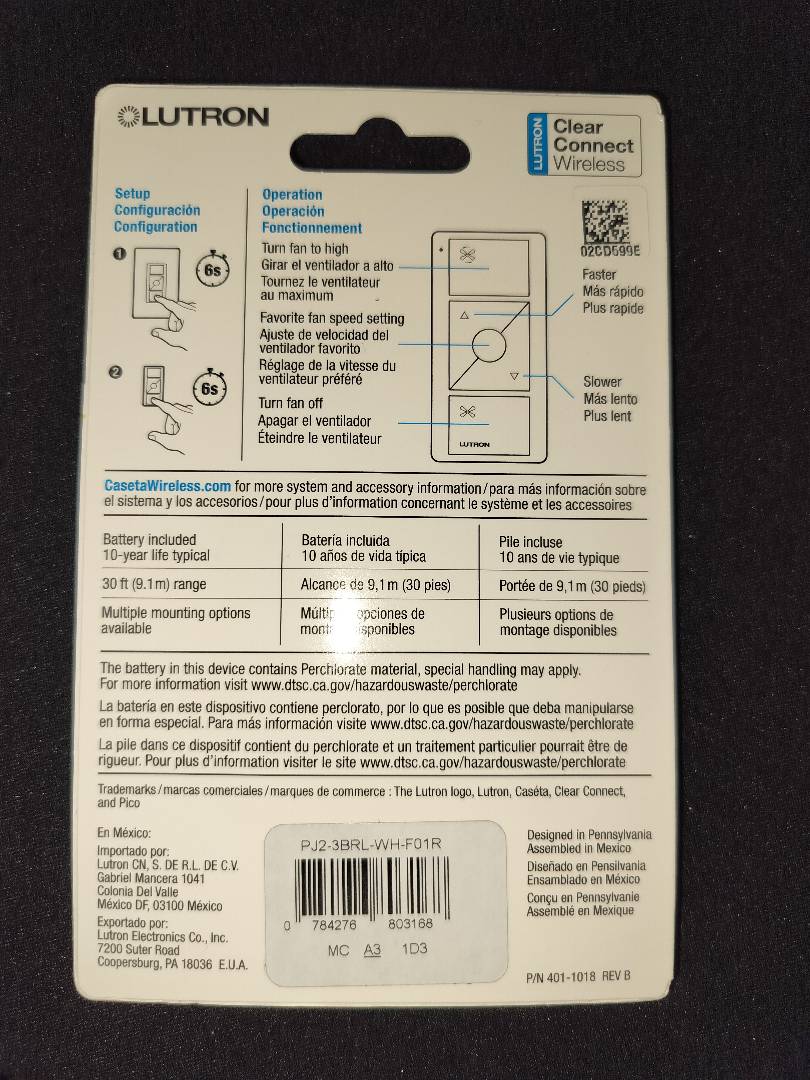 LUTRON
LUTRON
Clear
Connect
Wireless
Setup
Configuración
Configuration
1
6s
2
6s
Operation
Operación
Fonctionnement
Turn fan to high
Girar el ventilador a alto
Tournez le ventilateur
au maximum
Favorite fan speed setting
Ajuste de velocidad del
ventilador favorito
Réglage de la vitesse du
ventilateur préféré
Turn fan off
Apagar el ventilador
Éteindre le ventilateur
LUTRON
02CD699E
Faster
Más rápido
Plus rapide
Slower
Más lento
Plus lent
CasetaWireless.com for more system and accessory information/para más información sobre
el sistema y los accesorios/pour plus d'information concernant le système et les accessoires
Battery included
10-year life typical
Batería incluida
10 años de vida típica
Pile incluse
10 ans de vie typique
30 ft (9.1 m) range
Alcance de 9,1 m (30 pies)
Portée de 9,1 m (30 pieds)
Multiple mounting options
available
opciones de
Plusieurs options de
montage disponibles
The battery in this device contains Perchlorate material, special handling may apply.
For more information visit www.dtsc.ca.gov/hazardouswaste/perchlorate
La batería en este dispositivo contiene perclorato, por lo que es posible que deba manipularse
en forma especial. Para más información visite www.dtsc.ca.gov/hazardouswaste/perchlorate
La pile dans ce dispositif contient du perchlorate et un traitement particulier pourrait être de
rigueur. Pour plus d'information visiter le site www.dtsc.ca.gov/hazardouswaste/perchlorate
Trademarks/marcas comerciales/marques de commerce : The Lutron logo, Lutron, Caséta, Clear Connect,
and Pico
En México:
Importado por:
Lutron CN, S. DE R.L. DE C.V.
Gabriel Mancera 1041
Colonia Del Valle
México DF, 03100 México
Exportado por:
Lutron Electronics Co., Inc.
7200 Suter Road
Coopersburg, PA 18036 E.U.A.
PJ2-3BRL-WH-F01R
0 784276 803168
MC A3 1D3
Designed in Pennsylvania
Assembled in Mexico
Diseñado en Pensilvania
Ensamblado en México
Conçu en Pennsylvanie
Assemblé en Mexique
P/N 401-1018 REV B